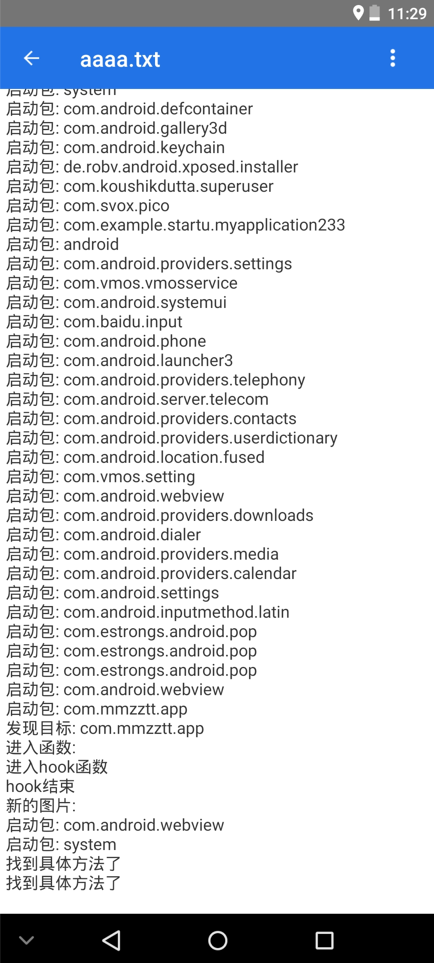 11:29
aaaa.txt
启动包: system
启动包: com.android.defcontainer
启动包: com.android.gallery3d
启动包: com.android.keychain
启动包: de.robv.android.xposed.installer
启动包: com.koushikdutta.superuser
启动包: com.svox.pico
启动包: com.example.startu.myapplication233
启动包: android
启动包: com.android.providers.settings
启动包: com.vmos.vmosservice
启动包: com.android.systemui
启动包: com.baidu.input
启动包: com.android.phone
启动包: com.android.launcher3
启动包: com.android.providers.telephony
启动包: com.android.server.telecom
启动包: com.android.providers.contacts
启动包: com.android.providers.userdictionary
启动包: com.android.location.fused
启动包: com.vmos.setting
启动包: com.android.webview
启动包: com.android.providers.downloads
启动包: com.android.dialer
启动包: com.android.providers.media
启动包: com.android.providers.calendar
启动包: com.android.settings
启动包: com.android.inputmethod.latin
启动包: com.estrongs.android.pop
启动包: com.estrongs.android.pop
启动包: com.estrongs.android.pop
启动包: com.android.webview
启动包: com.mmzztt.app
发现目标: com.mmzztt.app
进入函数:
进入hook函数
hook结束
新的图片:
启动包: com.android.webview
启动包: system
找到具体方法了
找到具体方法了